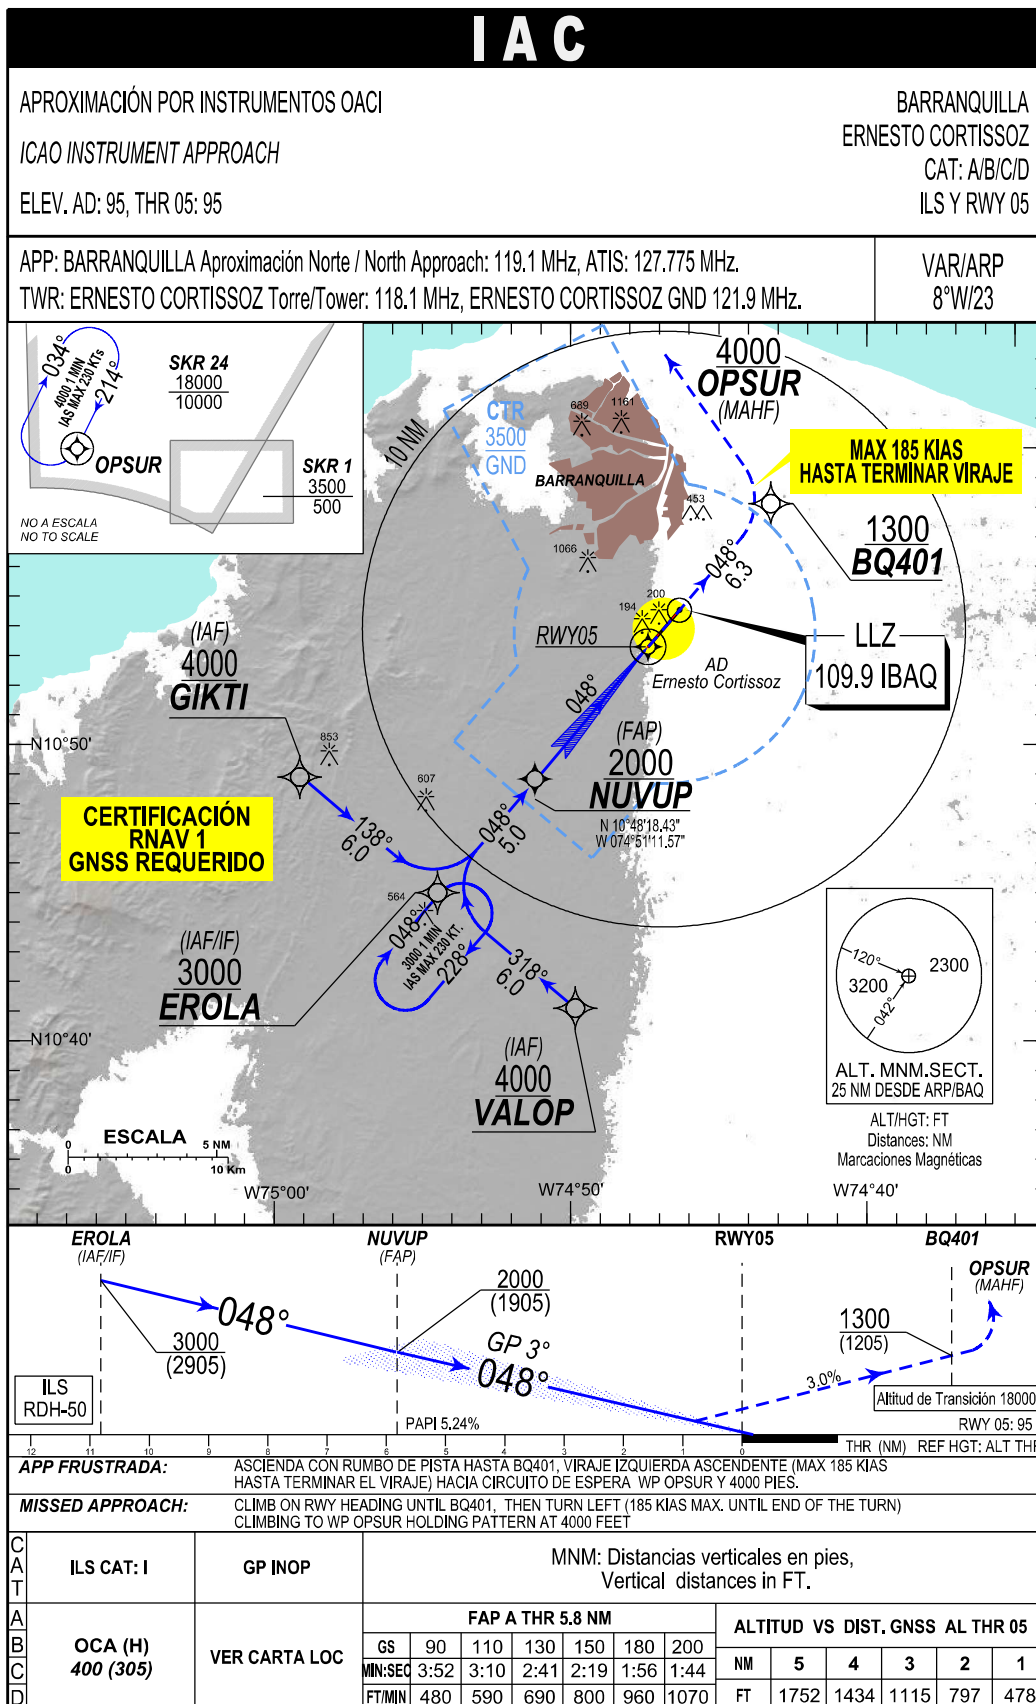 IAC
APROXIMACIÓN POR INSTRUMENTOS OACI
ICAO INSTRUMENT APPROACH
ELEV. AD: 95, THR 05: 95
BARRANQUILLA
ERNESTO CORTISSOZ
CAT: A/B/C/D
ILS Y RWY 05
APP: BARRANQUILLA Aproximación Norte / North Approach: 119.1 MHz, ATIS: 127.775 MHz.
TWR: ERNESTO CORTISSOZ Torre/Tower: 118.1 MHz, ERNESTO CORTISSOZ GND 121.9 MHz.
VAR/ARP
8°W/23
034°
4000 1 MIN
IAS MAX 230 KTs
214°
OPSUR
SKR 24
18000
10000
SKR 1
3500
500
NO A ESCALA
NO TO SCALE
10 NM
CTR
3500
GND
689
1161
BARRANQUILLA
453
1066
4000
OPSUR
(MAHF)
MAX 185 KIAS
HASTA TERMINAR VIRAJE
1300
BQ401
048°
6.3
194
200
RWY05
AD
Ernesto Cortissoz
LLZ
109.9 IBAQ
(IAF)
4000
GIKTI
N10°50'
853
607
048°
(FAP)
2000
NUVUP
N 10°48'18.43"
W 074°51'11.57"
CERTIFICACIÓN
RNAV 1
GNSS REQUERIDO
138°
6.0
048°
5.0
564
(IAF/IF)
3000
EROLA
048°
3000 1 MIN
IAS MAX 230 KT.
228°
318°
6.0
(IAF)
4000
VALOP
N10°40'
120°
2300
3200
042°
ALT. MNM.SECT.
25 NM DESDE ARP/BAQ
ALT/HGT: FT
Distances: NM
Marcaciones Magnéticas
ESCALA
0 5 NM
0 10 Km
W75°00'
W74°50'
W74°40'
EROLA
(IAF/IF)
NUVUP
(FAP)
RWY05
BQ401
OPSUR
(MAHF)
048°
3000
(2905)
2000
(1905)
GP 3°
048°
1300
(1205)
3.0%
ILS
RDH-50
PAPI 5.24%
Altitud de Transición 18000
RWY 05: 95
12 11 10 9 8 7 6 5 4 3 2 1 0
THR (NM) REF HGT: ALT THR
APP FRUSTRADA: ASCIENDA CON RUMBO DE PISTA HASTA BQ401, VIRAJE IZQUIERDA ASCENDENTE (MAX 185 KIAS
HASTA TERMINAR EL VIRAJE) HACIA CIRCUITO DE ESPERA WP OPSUR Y 4000 PIES.
MISSED APPROACH: CLIMB ON RWY HEADING UNTIL BQ401, THEN TURN LEFT (185 KIAS MAX. UNTIL END OF THE TURN)
CLIMBING TO WP OPSUR HOLDING PATTERN AT 4000 FEET
CAT
ILS CAT: I
GP INOP
MNM: Distancias verticales en pies,
Vertical distances in FT.
A
B
C
D
OCA (H)
400 (305)
VER CARTA LOC
FAP A THR 5.8 NM
GS 90 110 130 150 180 200
MIN:SEC 3:52 3:10 2:41 2:19 1:56 1:44
FT/MIN 480 590 690 800 960 1070
ALTITUD VS DIST. GNSS AL THR 05
NM 5 4 3 2 1
FT 1752 1434 1115 797 478